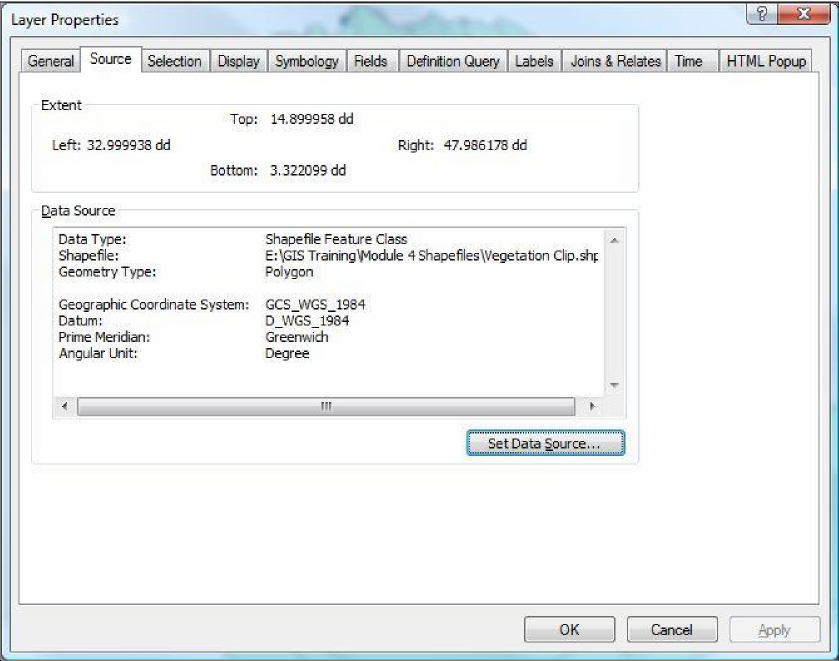 Layer Properties
General Source Selection Display Symbology Fields Definition Query Labels Joins & Relates Time HTML Popup
Extent
Top: 14.899958 dd
Left: 32.999938 dd Right: 47.986178 dd
Bottom: 3.322099 dd
Data Source
Data Type: Shapefile Feature Class
Shapefile: E:\GIS Training\Module 4 Shapefiles\Vegetation Clip.shp
Geometry Type: Polygon
Geographic Coordinate System: GCS_WGS_1984
Datum: D_WGS_1984
Prime Meridian: Greenwich
Angular Unit: Degree
Set Data Source...
OK Cancel Apply